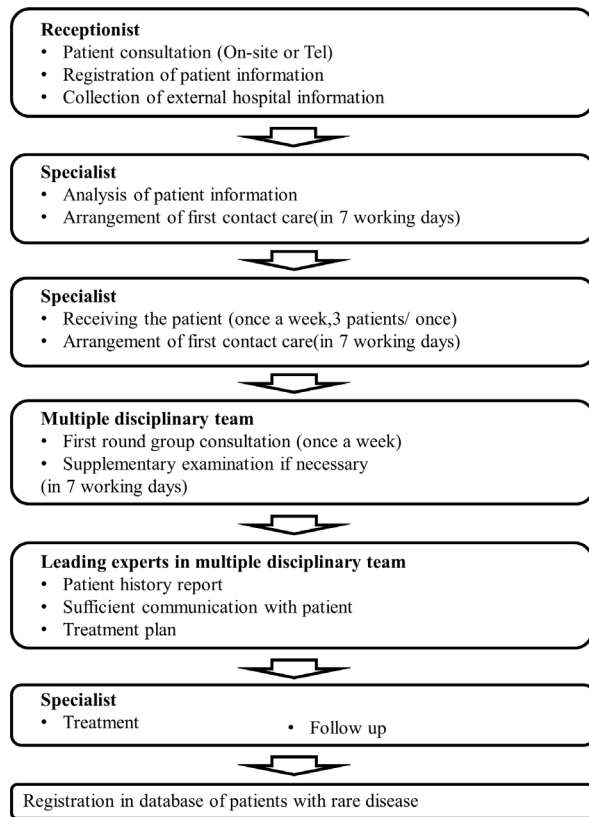 Receptionist
• Patient consultation (On-site or Tel)
• Registration of patient information
• Collection of external hospital information
Specialist
• Analysis of patient information
• Arrangement of first contact care(in 7 working days)
Specialist
• Receiving the patient (once a week,3 patients/ once)
• Arrangement of first contact care(in 7 working days)
Multiple disciplinary team
• First round group consultation (once a week)
• Supplementary examination if necessary
(in 7 working days)
Leading experts in multiple disciplinary team
• Patient history report
• Sufficient communication with patient
• Treatment plan
Specialist
• Treatment • Follow up
Registration in database of patients with rare disease